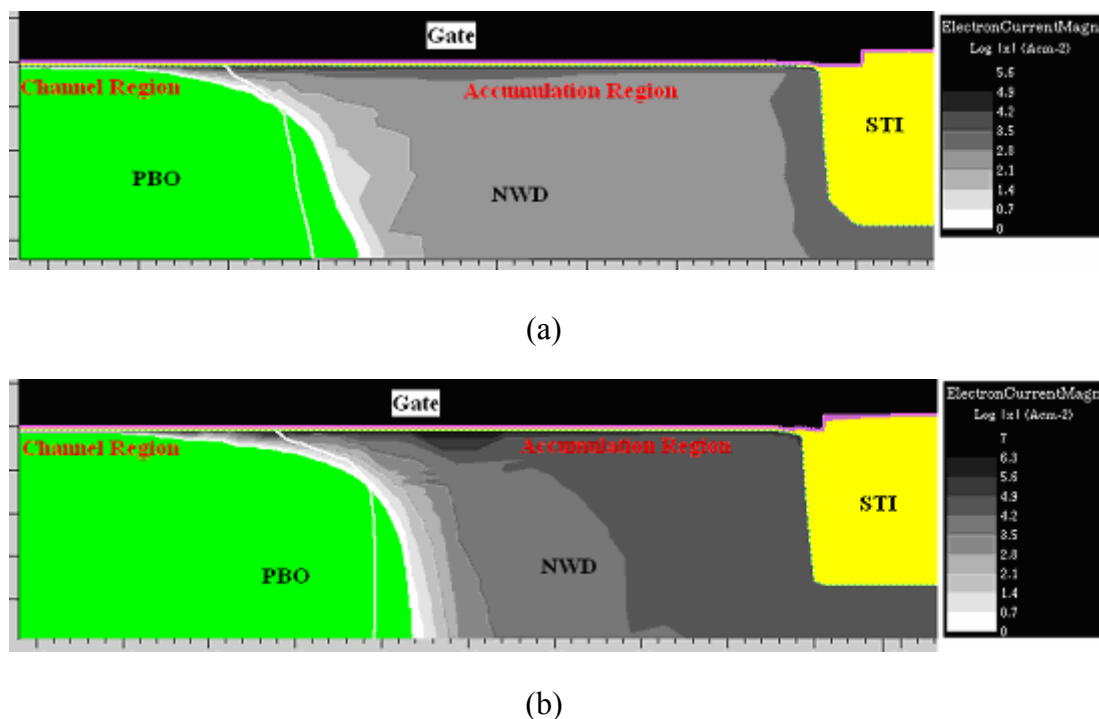 Gate
ElectronCurrentMagn
Log |x| (Acm-2)
Channel Region
Accumulation Region
PBO
NWD
STI
5.6
4.9
4.2
3.5
2.8
2.1
1.4
0.7
0
(a)
Gate
ElectronCurrentMagn
Log |x| (Acm-2)
Channel Region
Accumulation Region
PBO
NWD
STI
7
6.3
5.6
4.9
4.2
3.5
2.8
2.1
1.4
0.7
0
(b)